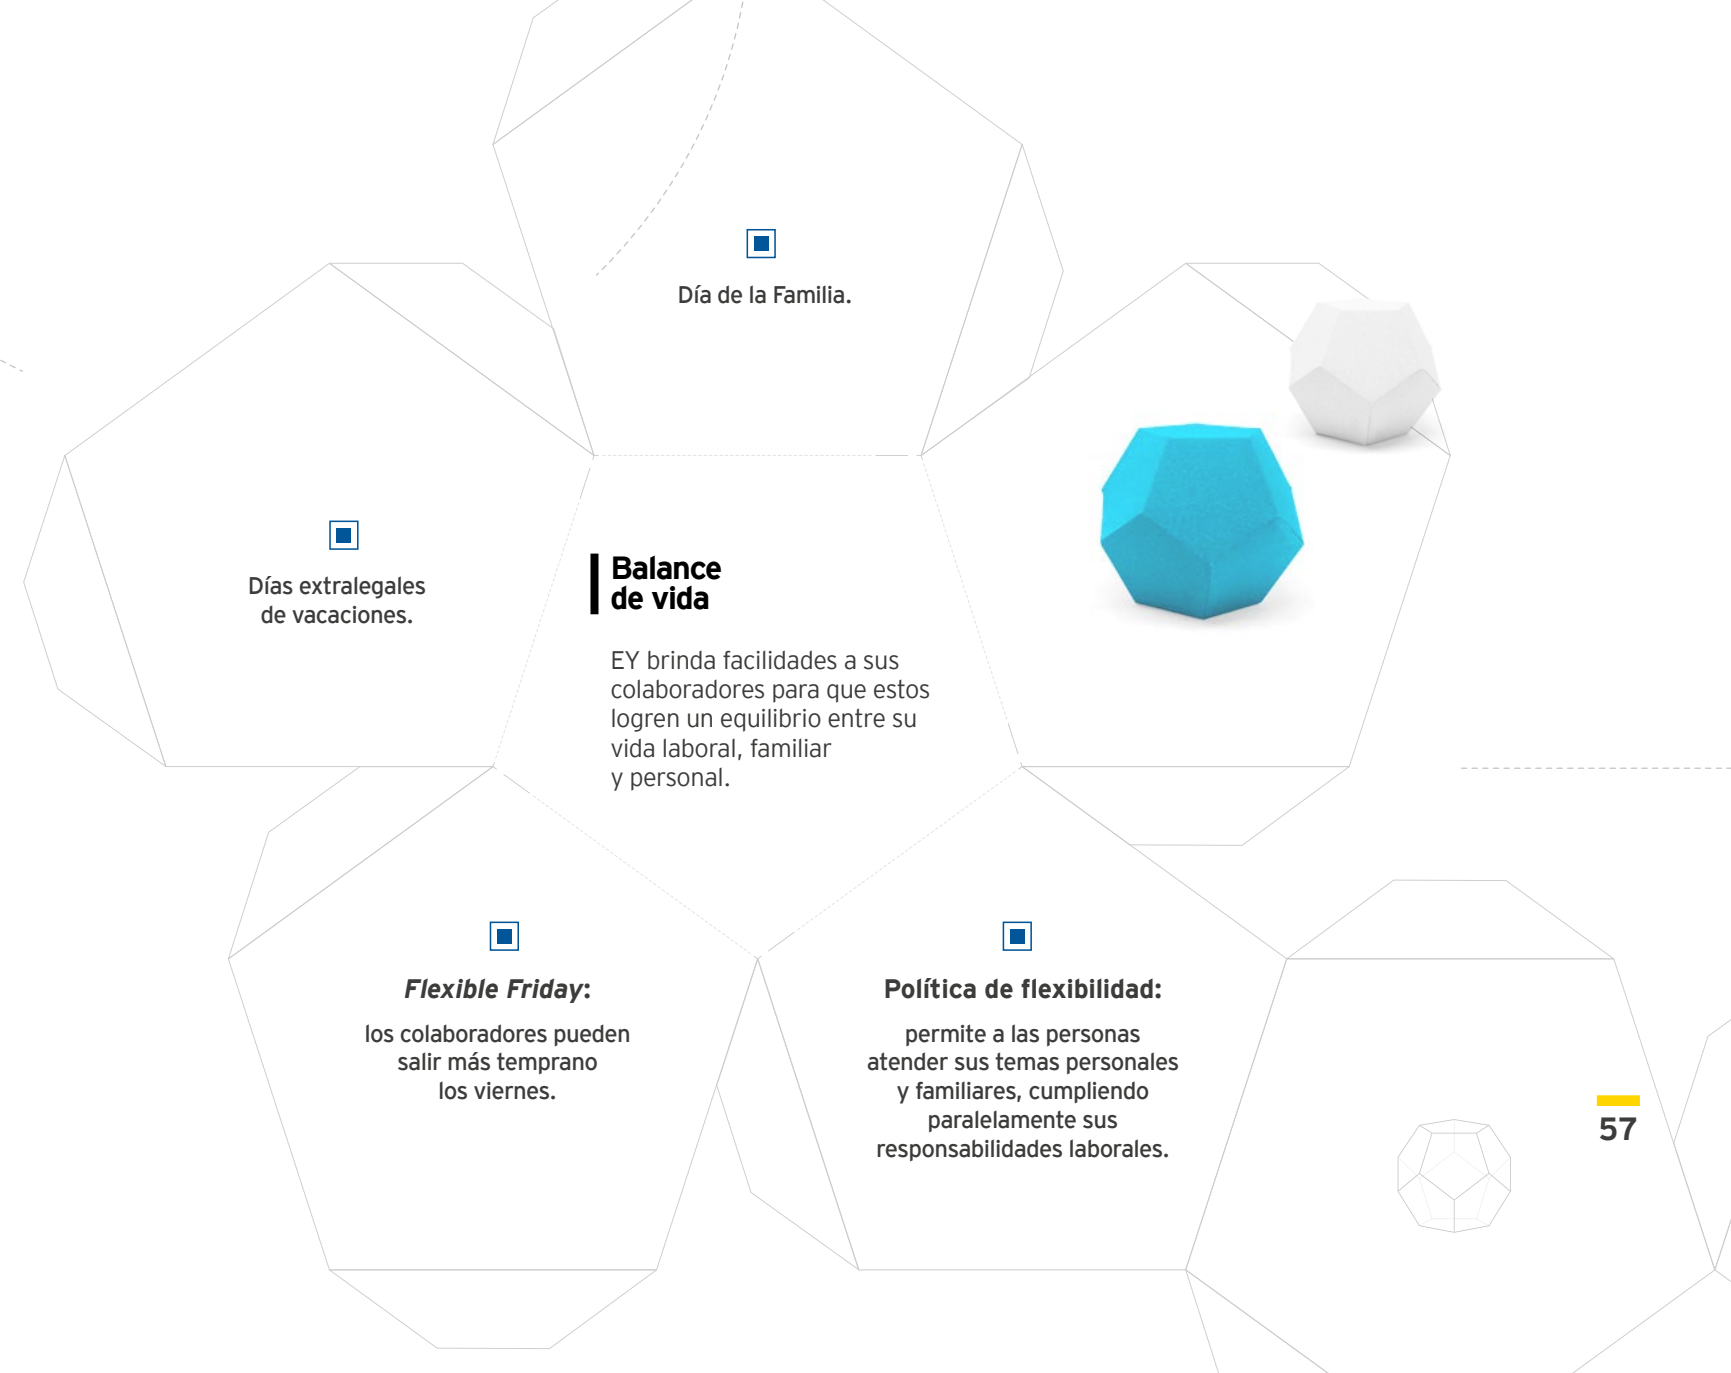 Día de la Familia.
Días extralegales
de vacaciones.
Balance
de vida
EY brinda facilidades a sus
colaboradores para que estos
logren un equilibrio entre su
vida laboral, familiar
y personal.
Flexible Friday:
los colaboradores pueden
salir más temprano
los viernes.
Política de flexibilidad:
permite a las personas
atender sus temas personales
y familiares, cumpliendo
paralelamente sus
responsabilidades laborales.
57